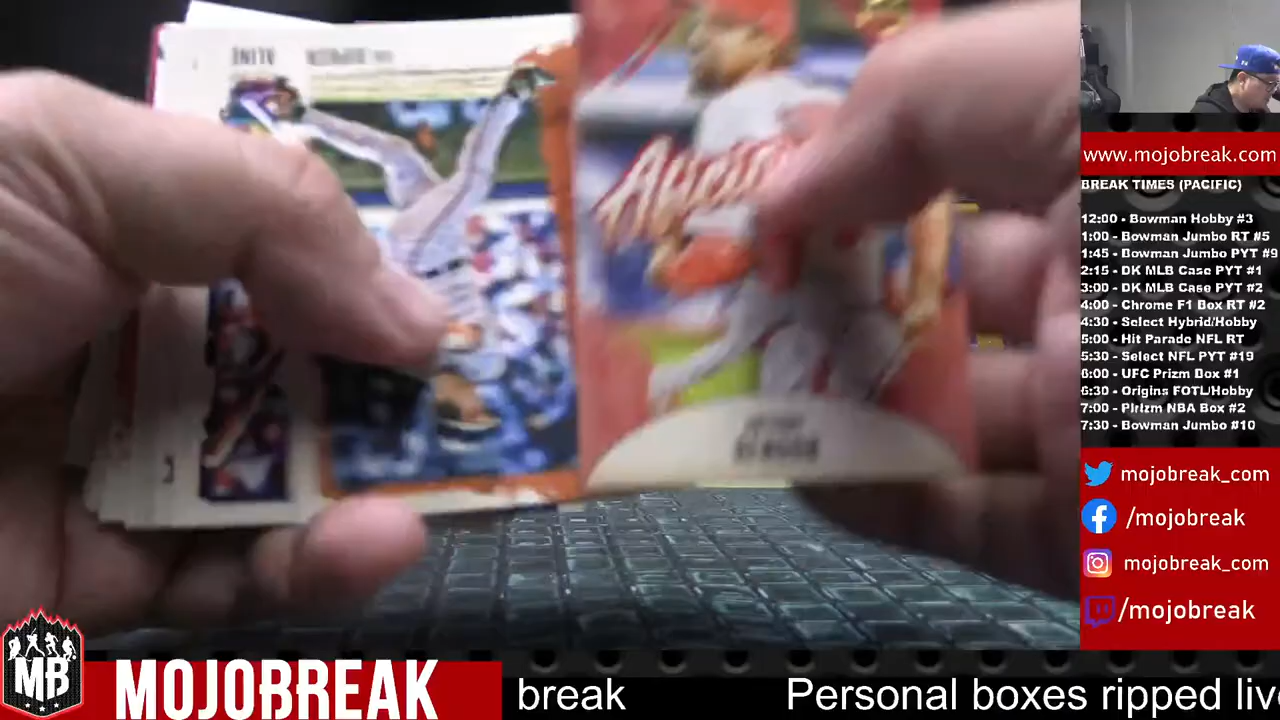 www.mojobreak.com
BREAK TIMES (PACIFIC)
12:00 - Bowman Hobby #3
1:00 - Bowman Jumbo RT #5
1:45 - Bowman Jumbo PYT #9
2:15 - DK MLB Case PYT #1
3:00 - DK MLB Case PYT #2
4:00 - Chrome F1 Box RT #2
4:30 - Select Hybrid/Hobby
5:00 - Hit Parade NFL RT
5:30 - Select NFL PYT #19
6:00 - UFC Prizm Box #1
6:30 - Origins FOTL/Hobby
7:00 - Plrizm NBA Box #2
7:30 - Bowman Jumbo #10
mojobreak_com
/mojobreak
mojobreak_com
/mojobreak
MB
MOJOBREAK
break
Personal boxes ripped live